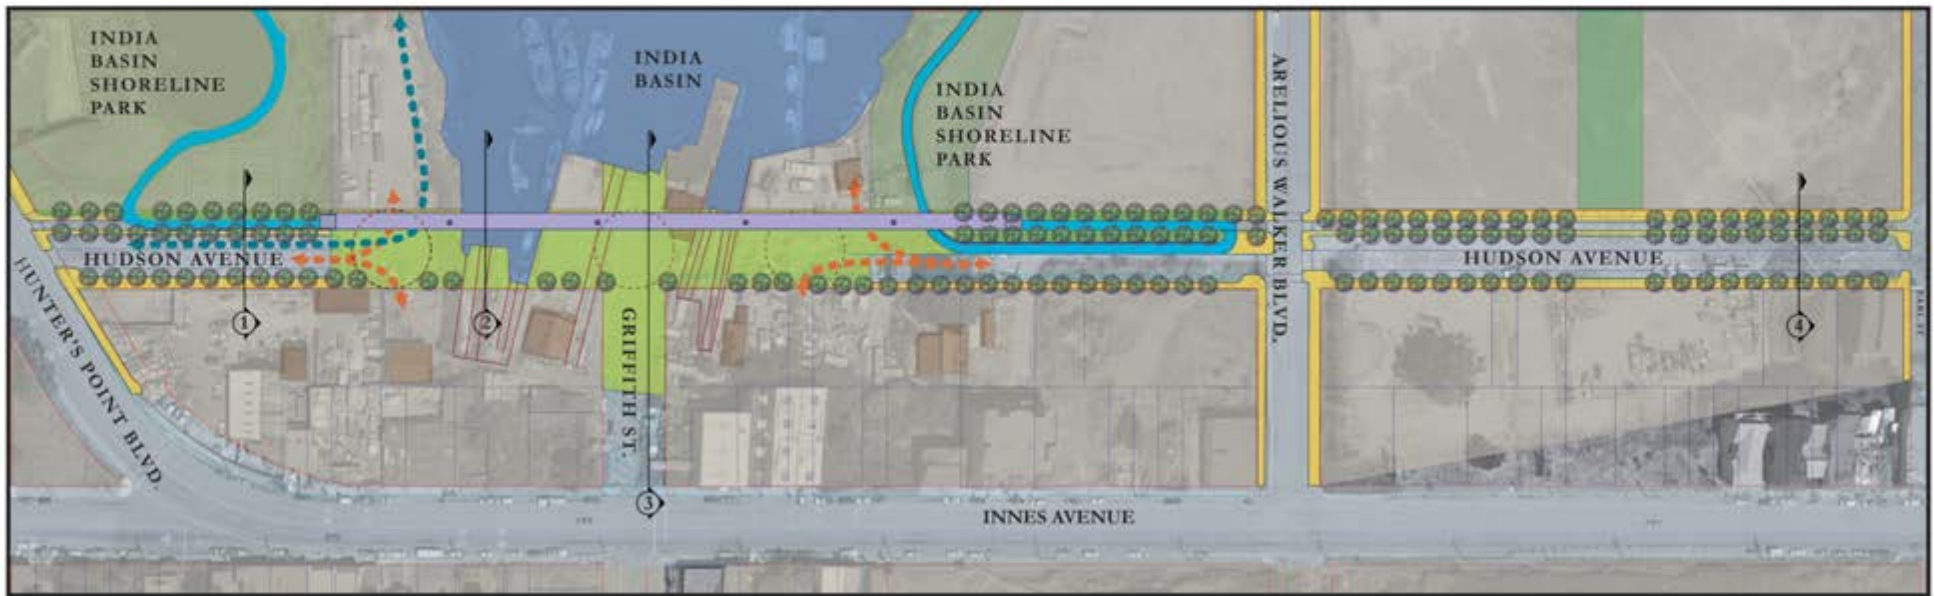 INDIA
BASIN
SHORELINE
PARK
INDIA
BASIN
INDIA
BASIN
SHORELINE
PARK
ARELIOUS WALKER BLVD.
HUDSON AVENUE
HUDSON AVENUE
HUNTER'S POINT BLVD.
GRIFFITH ST.
1
2
3
4
INNES AVENUE